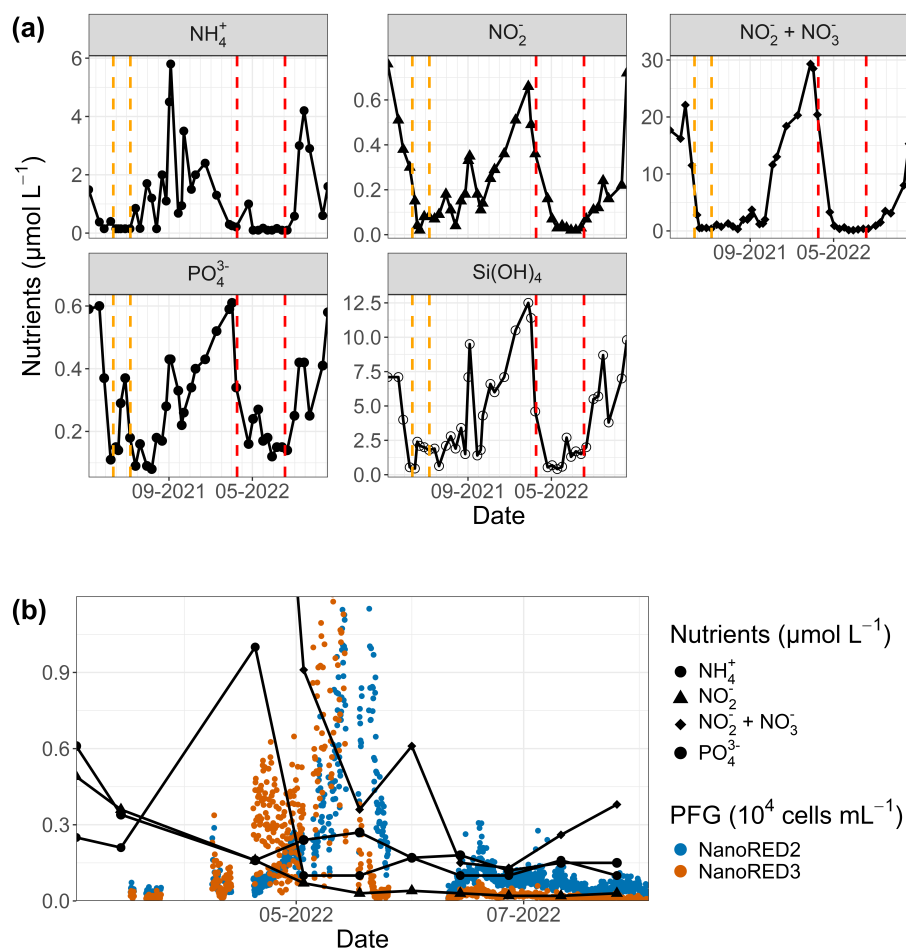 (a)
NH₄⁺ NO₂⁻ NO₂⁻ + NO₃⁻
6
4
2
0
0.6
0.4
0.2
0.0
30
20
10
0
09-2021 05-2022
PO₄³⁻ Si(OH)₄
0.6
0.4
0.2
09-2021 05-2022
12.5
10.0
7.5
5.0
2.5
0.0
09-2021 05-2022
Nutrients (μmol L⁻¹)
Date
(b)
0.9
0.6
0.3
0.0
05-2022 07-2022
Date
Nutrients (μmol L⁻¹)
NH₄⁺
NO₂⁻
NO₂⁻ + NO₃⁻
PO₄³⁻
PFG (10⁴ cells mL⁻¹)
NanoRED2
NanoRED3